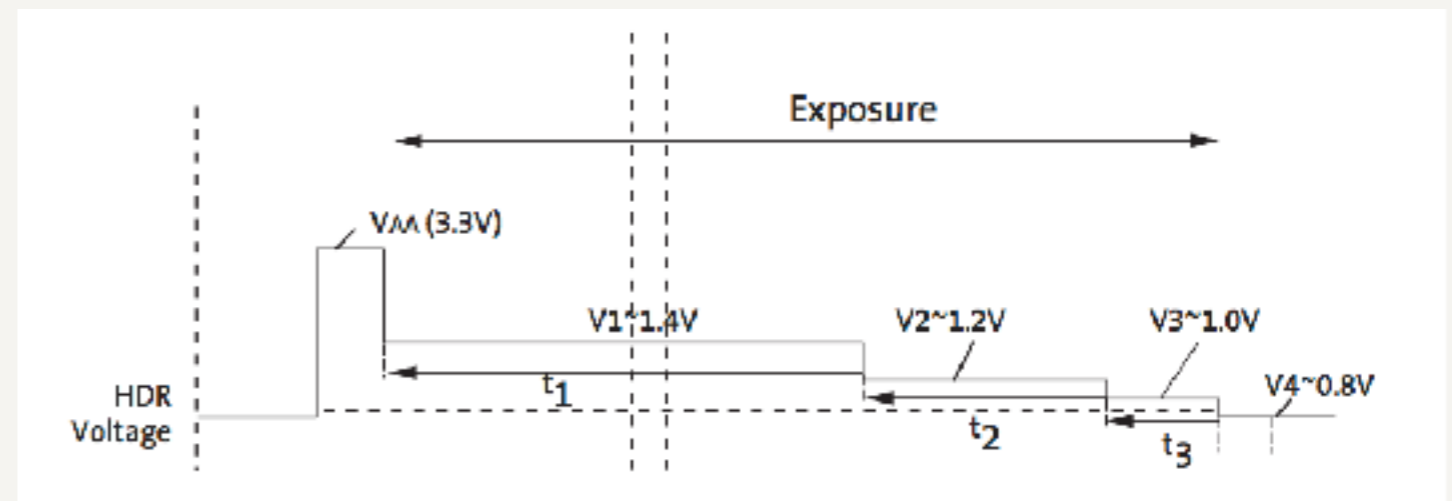 Exposure
VAA (3.3V)
V1~1.4V
V2~1.2V
V3~1.0V
HDR
Voltage
t1
t2
t3
V4~0.8V